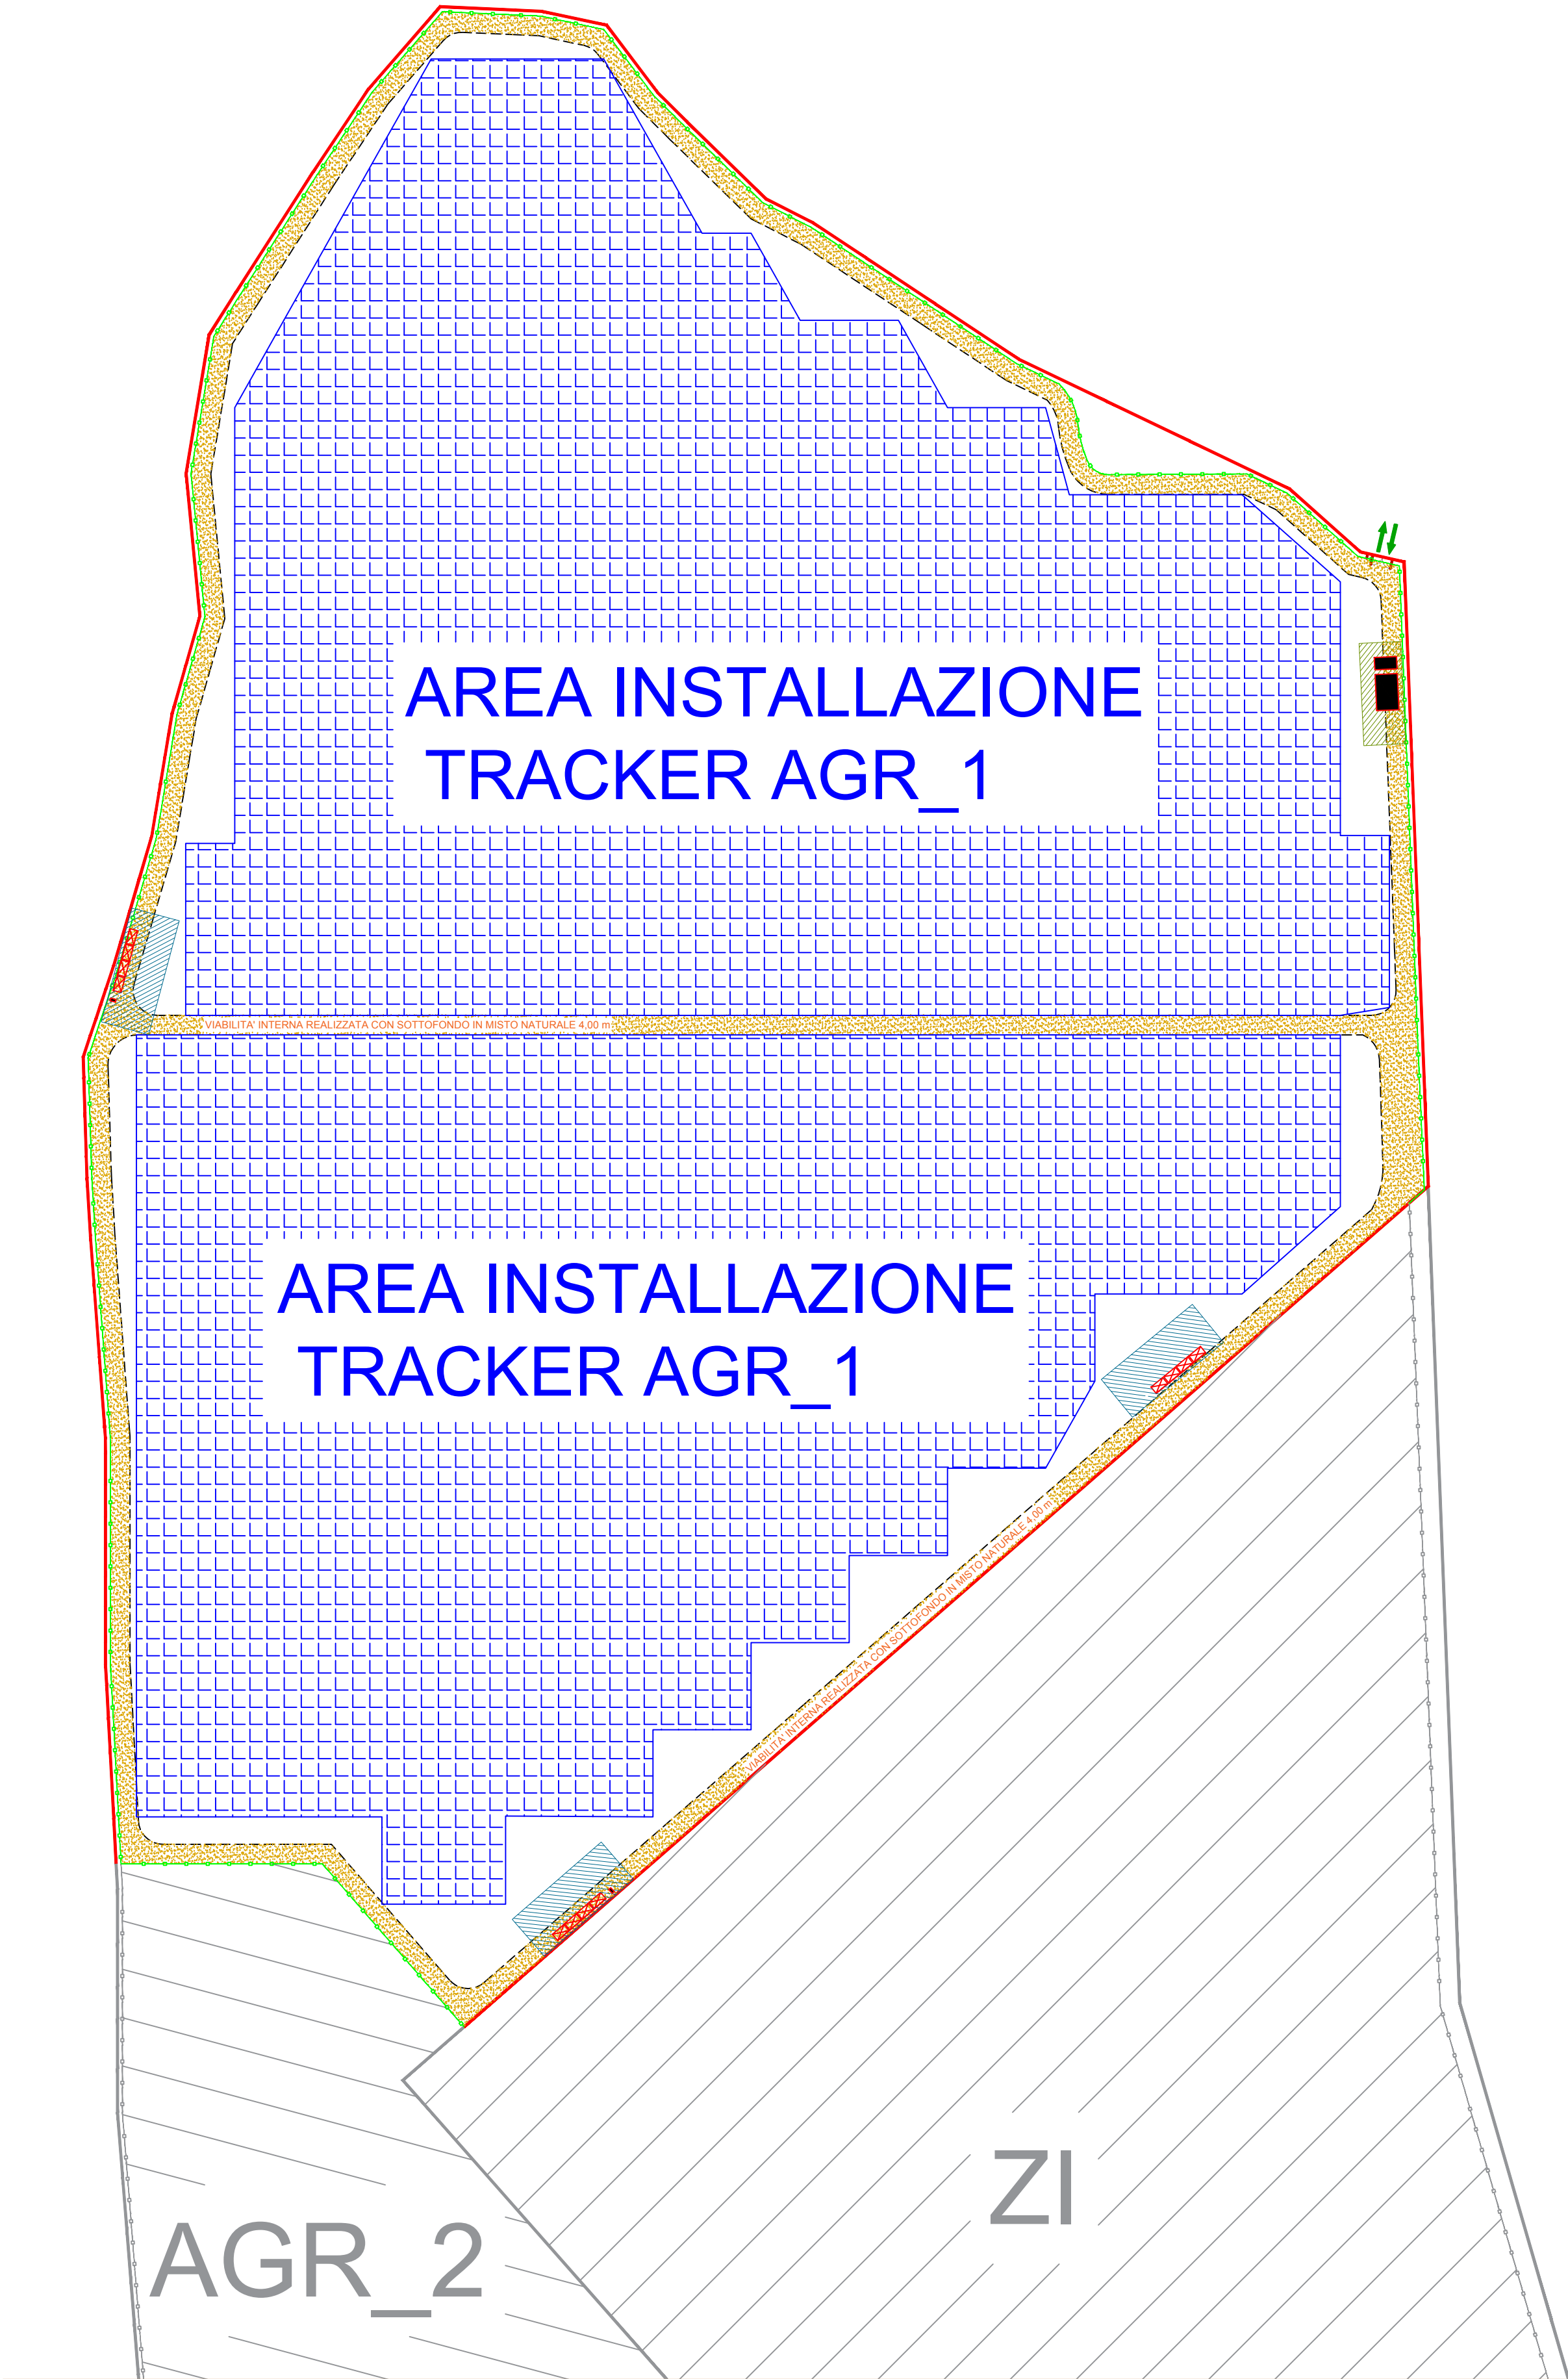 AREA INSTALLAZIONE
TRACKER AGR_1
VIABILITA' INTERNA REALIZZATA CON SOTTOFONDO IN MISTO NATURALE 4,00 m
AREA INSTALLAZIONE
TRACKER AGR_1
VIABILITA' INTERNA REALIZZATA CON SOTTOFONDO IN MISTO NATURALE 4,00 m
ZI
AGR_2